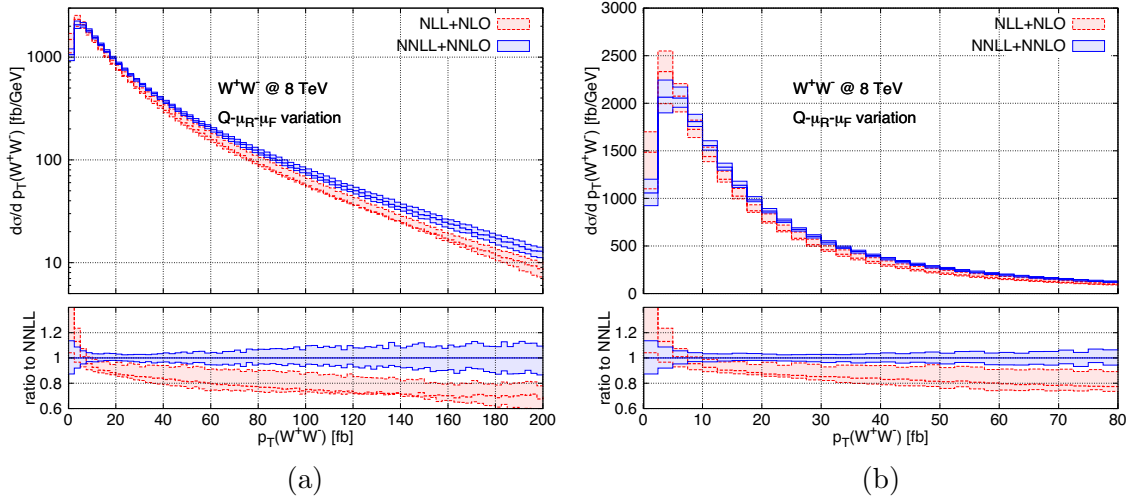 NLL+NLO
NNLL+NNLO
W⁺W⁻ @ 8 TeV
Q-μR-μF variation
dσ/d pT(W⁺W⁻) [fb/GeV]
1000
100
10
ratio to NNLL
1.2
1
0.8
0.6
0 20 40 60 80 100 120 140 160 180 200
pT(W⁺W⁻) [fb]
(a)
NLL+NLO
NNLL+NNLO
W⁺W⁻ @ 8 TeV
Q-μR-μF variation
dσ/d pT(W⁺W⁻) [fb/GeV]
3000
2500
2000
1500
1000
500
0
ratio to NNLL
1.2
1
0.8
0.6
0 10 20 30 40 50 60 70 80
pT(W⁺W⁻) [fb]
(b)